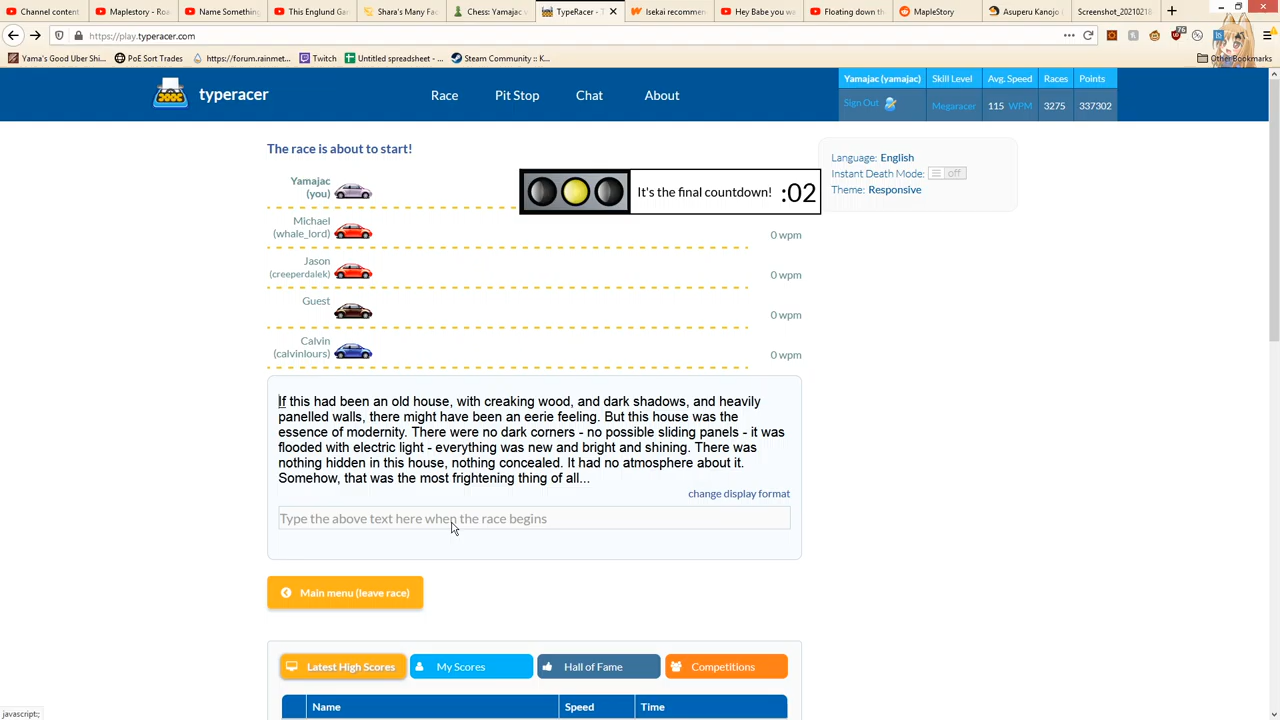 Channel content
Maplestory - Roa
Name Something
This Englund Ga
Shara's Many Fac
Chess: Yamajac v
TypeRacer - T
Isekai recommen
Hey Babe you wa
Floating down th
MapleStory
Asuperu Kanojo
Screenshot_20210218
https://play.typeracer.com
Yama's Good Uber Shi...
PoE Sort Trades
https://forum.rainmet...
Twitch
Untitled spreadsheet - ...
Steam Community :: K...
Other Bookmarks
typeracer
Race
Pit Stop
Chat
About
Yamajac (yamajac)
Skill Level
Avg. Speed
Races
Points
Sign Out
Megaracer
115 WPM
3275
337302
The race is about to start!
Language: English
Instant Death Mode: off
Theme: Responsive
It's the final countdown! :02
Yamajac
(you)
Michael
(whale_lord)
0 wpm
Jason
(creeperdalek)
0 wpm
Guest
0 wpm
Calvin
(calvinlours)
0 wpm
If this had been an old house, with creaking wood, and dark shadows, and heavily
panelled walls, there might have been an eerie feeling. But this house was the
essence of modernity. There were no dark corners - no possible sliding panels - it was
flooded with electric light - everything was new and bright and shining. There was
nothing hidden in this house, nothing concealed. It had no atmosphere about it.
Somehow, that was the most frightening thing of all...
change display format
Type the above text here when the race begins
Main menu (leave race)
Latest High Scores
My Scores
Hall of Fame
Competitions
Name
Speed
Time
javascript:;